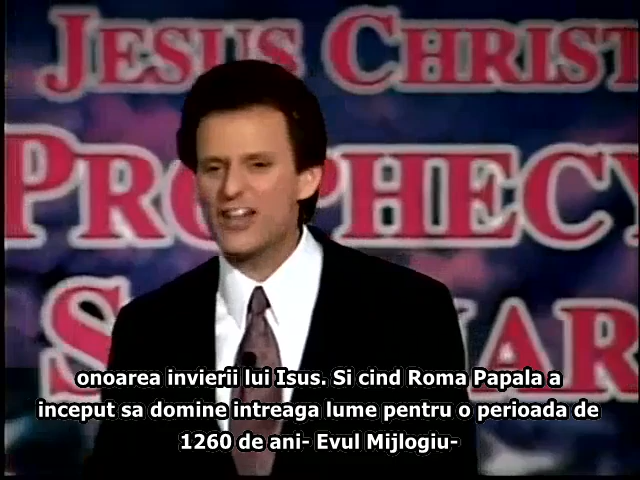 JESUS CHRIST
PROPHECY
onoarea invierii lui Isus. Si cind Roma Papala a
inceput sa domine intreaga lume pentru o perioada de
1260 de ani- Evul Mijlogiu-